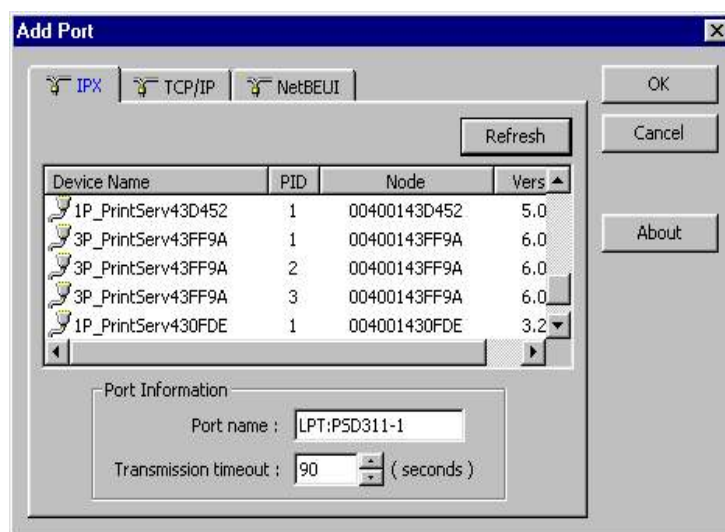 Add Port
IPX TCP/IP NetBEUI
OK
Refresh
Cancel
Device Name PID Node Vers
1P_PrintServ43D452 1 00400143D452 5.0
3P_PrintServ43FF9A 1 00400143FF9A 6.0
3P_PrintServ43FF9A 2 00400143FF9A 6.0
3P_PrintServ43FF9A 3 00400143FF9A 6.0
1P_PrintServ430FDE 1 004001430FDE 3.2
About
Port Information
Port name : LPT:PSD311-1
Transmission timeout : 90 ( seconds )